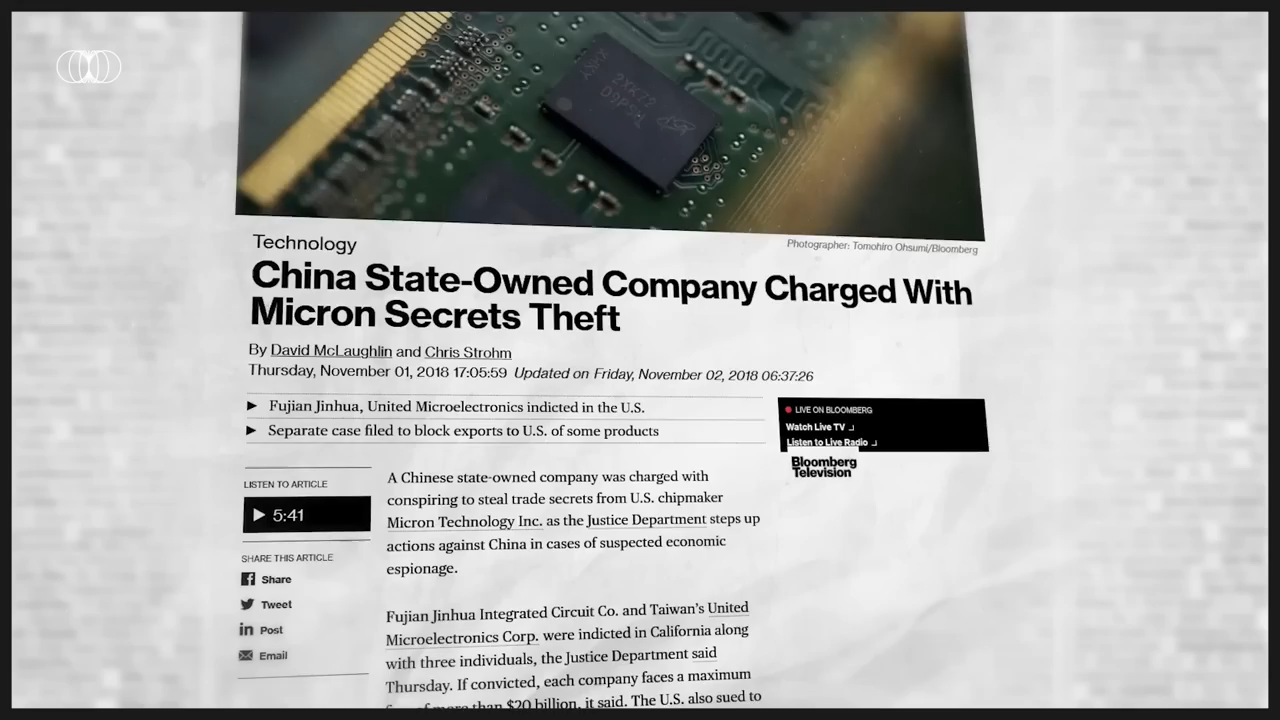 Photographer: Tomohiro Ohsumi/Bloomberg
Technology
China State-Owned Company Charged With
Micron Secrets Theft
By David McLaughlin and Chris Strohm
Thursday, November 01, 2018 17:05:59 Updated on Friday, November 02, 2018 06:37:26
► Fujian Jinhua, United Microelectronics indicted in the U.S.
► Separate case filed to block exports to U.S. of some products
LIVE ON BLOOMBERG
Watch Live TV
Listen to Live Radio
Bloomberg
Television
LISTEN TO ARTICLE
5:41
SHARE THIS ARTICLE
Share
Tweet
Post
Email
A Chinese state-owned company was charged with
conspiring to steal trade secrets from U.S. chipmaker
Micron Technology Inc. as the Justice Department steps up
actions against China in cases of suspected economic
espionage.
Fujian Jinhua Integrated Circuit Co. and Taiwan's United
Microelectronics Corp. were indicted in California along
with three individuals, the Justice Department said
Thursday. If convicted, each company faces a maximum
of more than $20 billion, it said. The U.S. also sued to